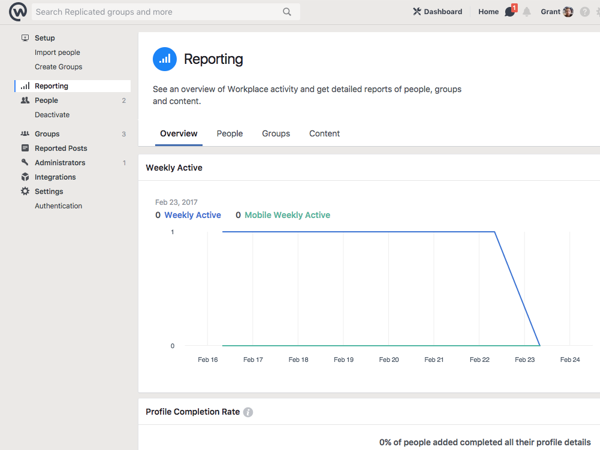 Search Replicated groups and more
Dashboard
Home
1
Grant
?
Setup
Import people
Create Groups
Reporting
People 2
Deactivate
Groups 3
Reported Posts
Administrators 1
Integrations
Settings
Authentication
Reporting
See an overview of Workplace activity and get detailed reports of people, groups
and content.
Overview People Groups Content
Weekly Active
Feb 23, 2017
0 Weekly Active 0 Mobile Weekly Active
1
0
Feb 16 Feb 17 Feb 18 Feb 19 Feb 20 Feb 21 Feb 22 Feb 23 Feb 24
Profile Completion Rate i
0% of people added completed all their profile details